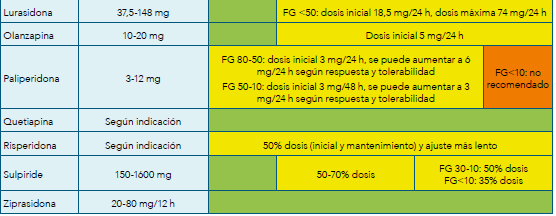 Lurasidona 37,5-148 mg FG <50: dosis inicial 18,5 mg/24 h, dosis máxima 74 mg/24 h
Olanzapina 10-20 mg Dosis inicial 5 mg/24 h
Paliperidona 3-12 mg
FG 80-50: dosis inicial 3 mg/24 h, se puede aumentar a 6
mg/24 h según respuesta y tolerabilidad
FG 50-10: dosis inicial 3 mg/48 h, se puede aumentar a 3
mg/24 h según respuesta y tolerabilidad
FG<10: no
recomendado
Quetiapina Según indicación
Risperidona Según indicación 50% dosis (inicial y mantenimiento) y ajuste más lento
Sulpiride 150-1600 mg 50-70% dosis
FG 30-10: 50% dosis
FG<10: 35% dosis
Ziprasidona 20-80 mg/12 h